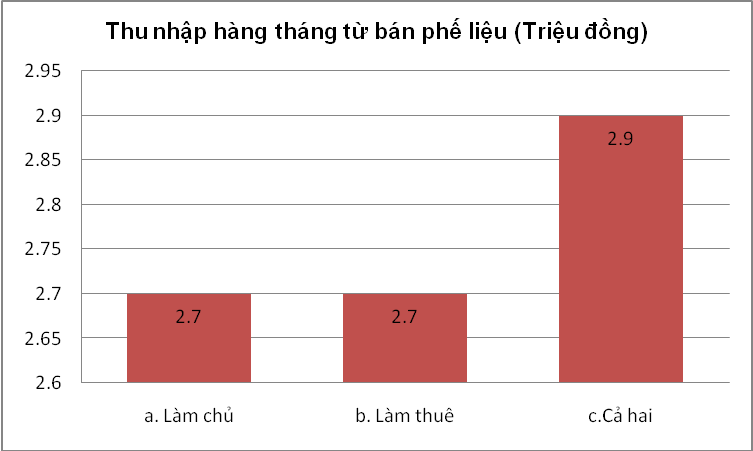 Thu nhập hàng tháng từ bán phế liệu (Triệu đồng)
2.95
2.9
2.85
2.8
2.75
2.7
2.65
2.6
2.7
2.7
2.9
a. Làm chủ
b. Làm thuê
c.Cả hai